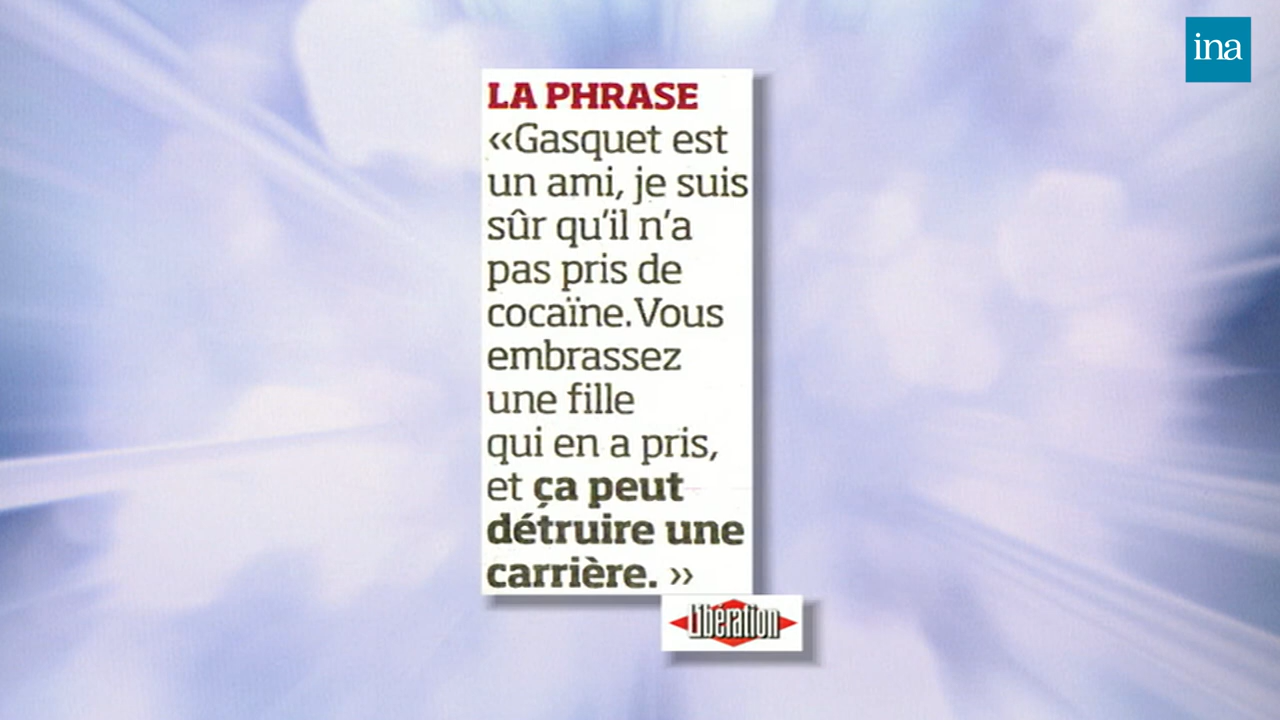 ina
LA PHRASE
«Gasquet est
un ami, je suis
sûr qu'il n'a
pas pris de
cocaïne. Vous
embrassez
une fille
qui en a pris,
et ça peut
détruire une
carrière. »
Libération